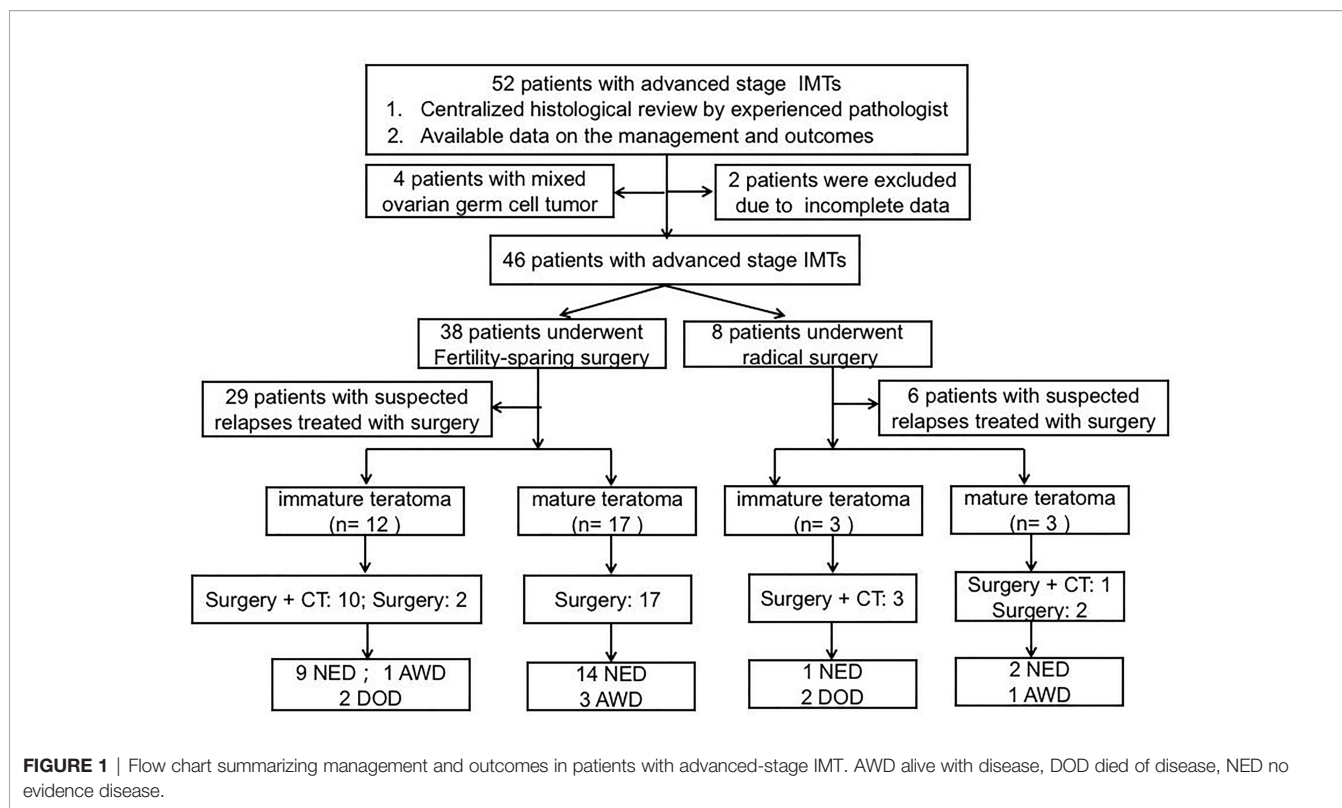 52 patients with advanced stage IMTs
1. Centralized histological review by experienced pathologist
2. Available data on the management and outcomes
4 patients with mixed
ovarian germ cell tumor
2 patients were excluded
due to incomplete data
46 patients with advanced stage IMTs
38 patients underwent
Fertility-sparing surgery
8 patients underwent
radical surgery
29 patients with suspected
relapses treated with surgery
6 patients with suspected
relapses treated with surgery
immature teratoma
(n= 12 )
mature teratoma
(n= 17 )
immature teratoma
(n= 3 )
mature teratoma
(n= 3 )
Surgery + CT: 10; Surgery: 2
Surgery: 17
Surgery + CT: 3
Surgery + CT: 1
Surgery: 2
9 NED ; 1 AWD
2 DOD
14 NED
3 AWD
1 NED
2 DOD
2 NED
1 AWD
FIGURE 1 | Flow chart summarizing management and outcomes in patients with advanced-stage IMT. AWD alive with disease, DOD died of disease, NED no
evidence disease.